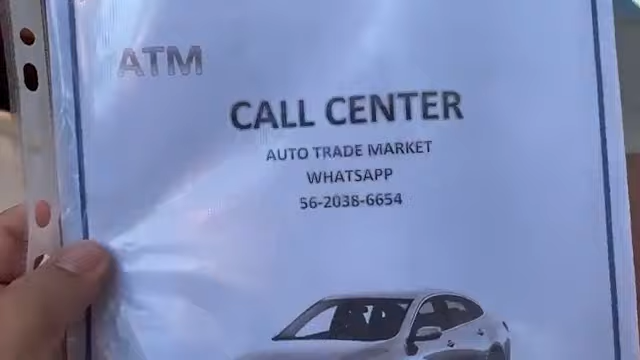 ATM
CALL CENTER
AUTO TRADE MARKET
WHATSAPP
56-2038-6654